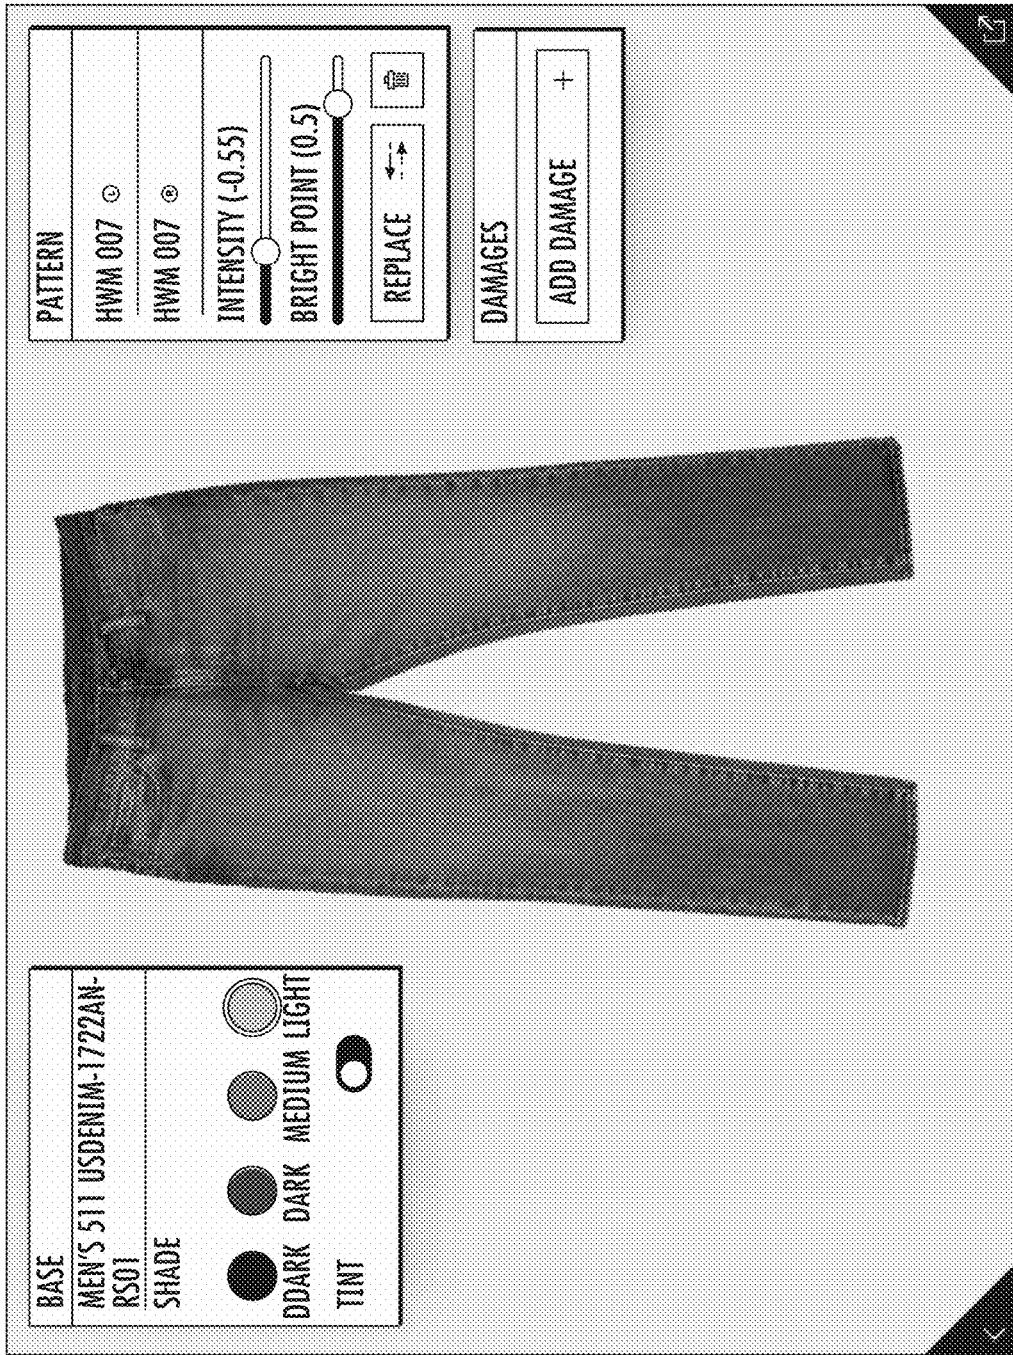 BASE
MEN'S 511 USDENIM-1722AN-
RS01
SHADE
DDARK DARK MEDIUM LIGHT
TINT
PATTERN
HWM 007 L
HWM 007 R
INTENSITY (-0.55)
BRIGHT POINT (0.5)
REPLACE
DAMAGES
ADD DAMAGE +